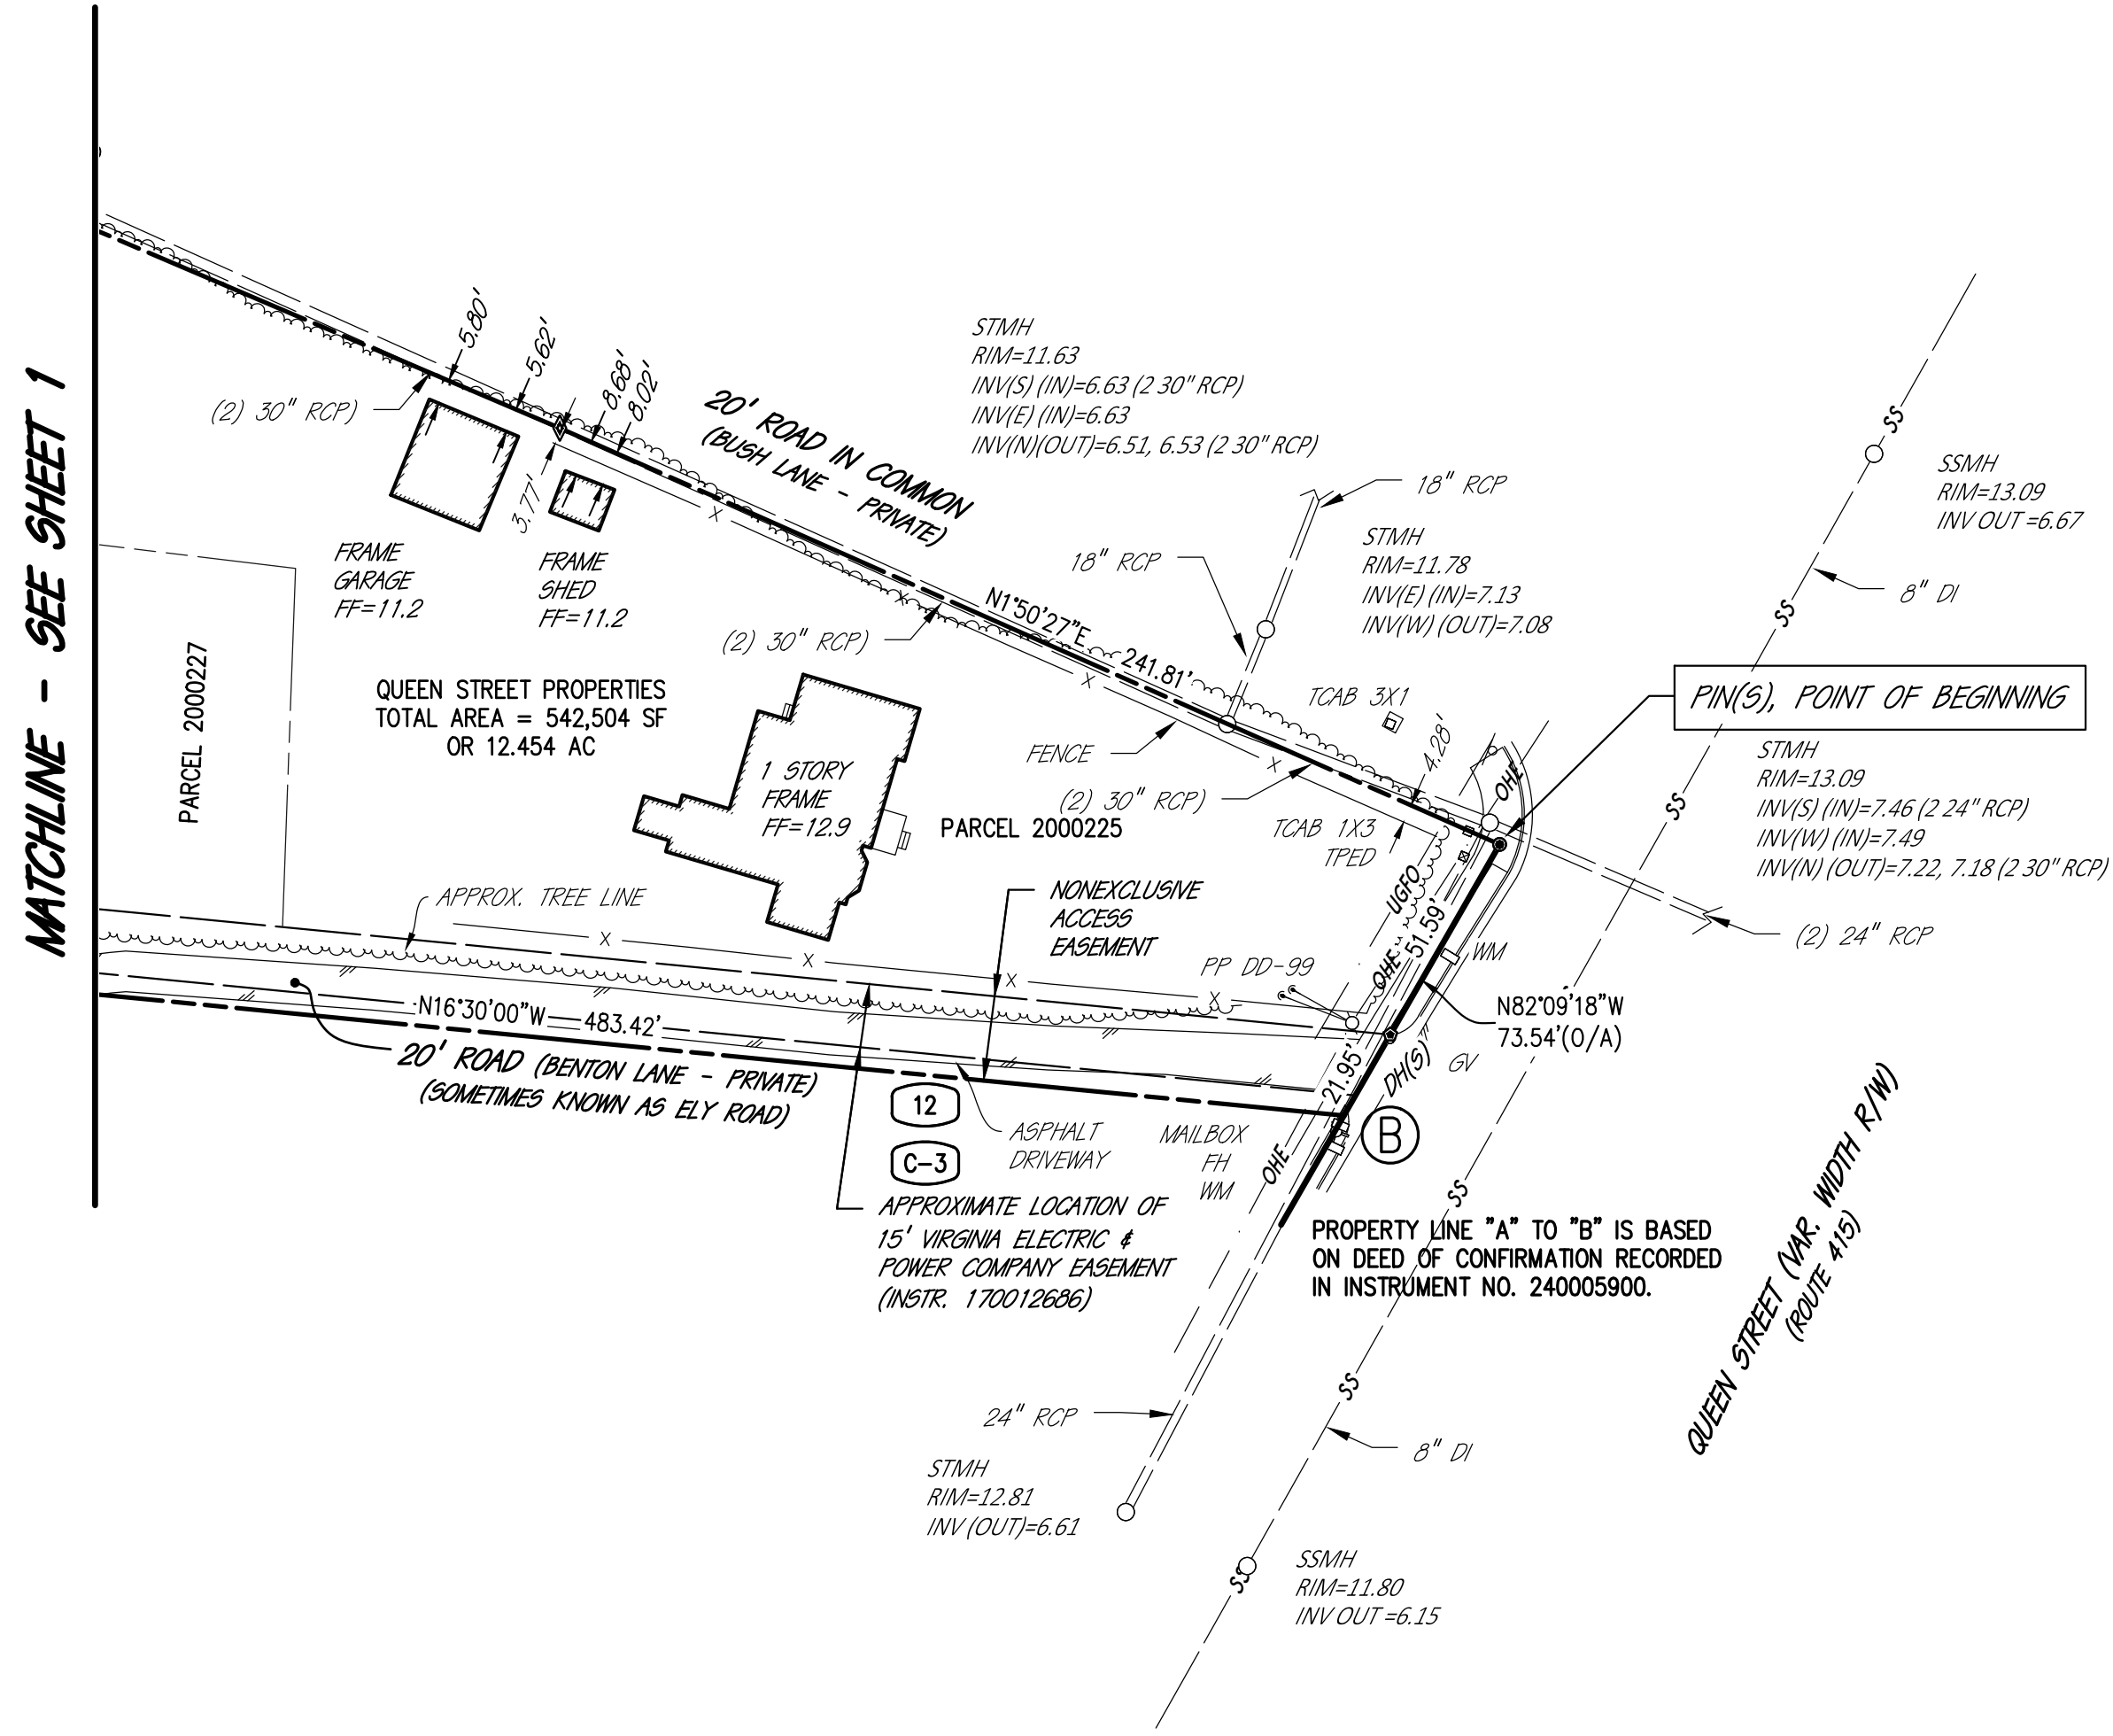 MATCHLINE - SEE SHEET 1
5.80'
5.62'
8.68'
8.02'
3.77'
(2) 30" RCP)
20' ROAD IN COMMON
(BUSH LANE - PRIVATE)
STMH
RIM=11.63
INV(S) (IN)=6.63 (2 30" RCP)
INV(E) (IN)=6.63
INV(N)(OUT)=6.51, 6.53 (2 30" RCP)
18" RCP
18" RCP
STMH
RIM=11.78
INV(E) (IN)=7.13
INV(W) (OUT)=7.08
SS
SSMH
RIM=13.09
INV OUT =6.67
8" DI
SS
FRAME
GARAGE
FF=11.2
FRAME
SHED
FF=11.2
(2) 30" RCP)
X
X
X
X
N1°50'27"E
241.81'
PARCEL 2000227
QUEEN STREET PROPERTIES
TOTAL AREA = 542,504 SF
OR 12.454 AC
1 STORY
FRAME
FF=12.9
PARCEL 2000225
FENCE
(2) 30" RCP)
TCAB 3X1
4.28'
TCAB 1X3
TPED
OHE
PIN(S), POINT OF BEGINNING
STMH
RIM=13.09
INV(S) (IN)=7.46 (2 24" RCP)
INV(W) (IN)=7.49
INV(N) (OUT)=7.22, 7.18 (2 30" RCP)
SS
(2) 24" RCP
APPROX. TREE LINE
NONEXCLUSIVE
ACCESS
EASEMENT
X
X
X
X
PP DD-99
UGFO
OHE
51.59'
WM
N82°09'18"W
73.54'(O/A)
DH(S)
GV
21.95'
N16°30'00"W
483.42'
20' ROAD (BENTON LANE - PRIVATE)
(SOMETIMES KNOWN AS ELY ROAD)
12
C-3
ASPHALT
DRIVEWAY
MAILBOX
FH
WM
OHE
B
APPROXIMATE LOCATION OF
15' VIRGINIA ELECTRIC &
POWER COMPANY EASEMENT
(INSTR. 170012686)
SS
PROPERTY LINE "A" TO "B" IS BASED
ON DEED OF CONFIRMATION RECORDED
IN INSTRUMENT NO. 240005900.
QUEEN STREET (VAR. WIDTH R/W)
(ROUTE 415)
SS
24" RCP
8" DI
STMH
RIM=12.81
INV (OUT)=6.61
SS
SSMH
RIM=11.80
INV OUT =6.15